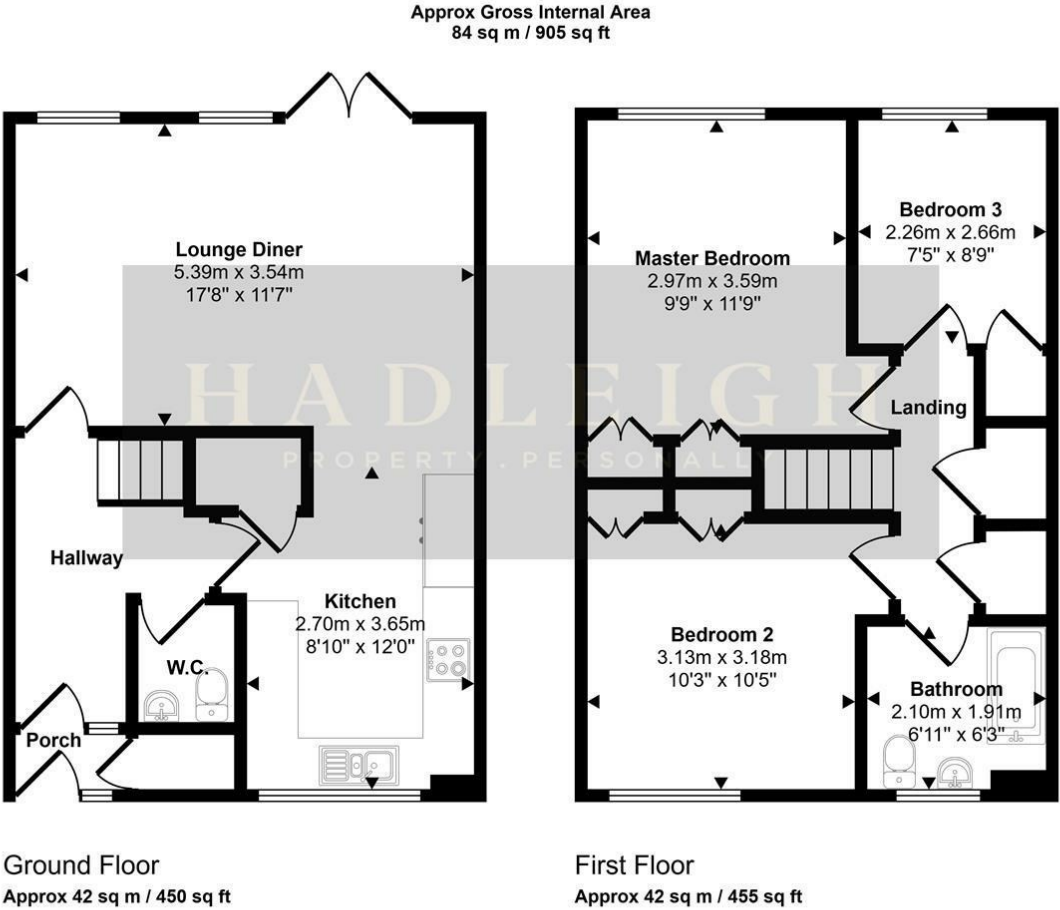 Approx Gross Internal Area
84 sq m / 905 sq ft
Lounge Diner
5.39m x 3.54m
17'8" x 11'7"
Hallway
Kitchen
2.70m x 3.65m
8'10" x 12'0"
W.C.
Porch
Master Bedroom
2.97m x 3.59m
9'9" x 11'9"
Bedroom 3
2.26m x 2.66m
7'5" x 8'9"
Landing
Bedroom 2
3.13m x 3.18m
10'3" x 10'5"
Bathroom
2.10m x 1.91m
6'11" x 6'3"
HADLEIGH
PROPERTY. PERSONALLY
Ground Floor
Approx 42 sq m / 450 sq ft
First Floor
Approx 42 sq m / 455 sq ft